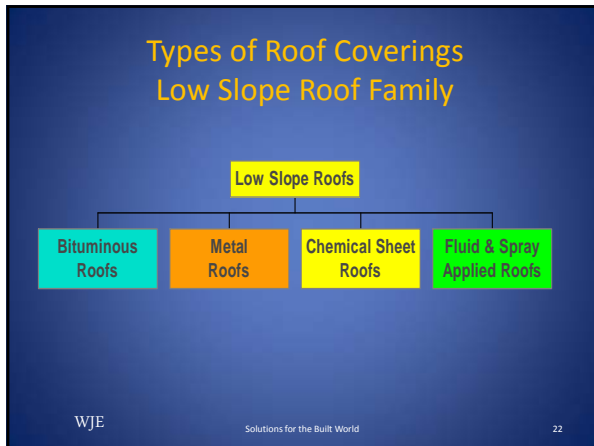 Types of Roof Coverings
Low Slope Roof Family
Low Slope Roofs
Bituminous
Roofs
Metal
Roofs
Chemical Sheet
Roofs
Fluid & Spray
Applied Roofs
WJE
Solutions for the Built World
22